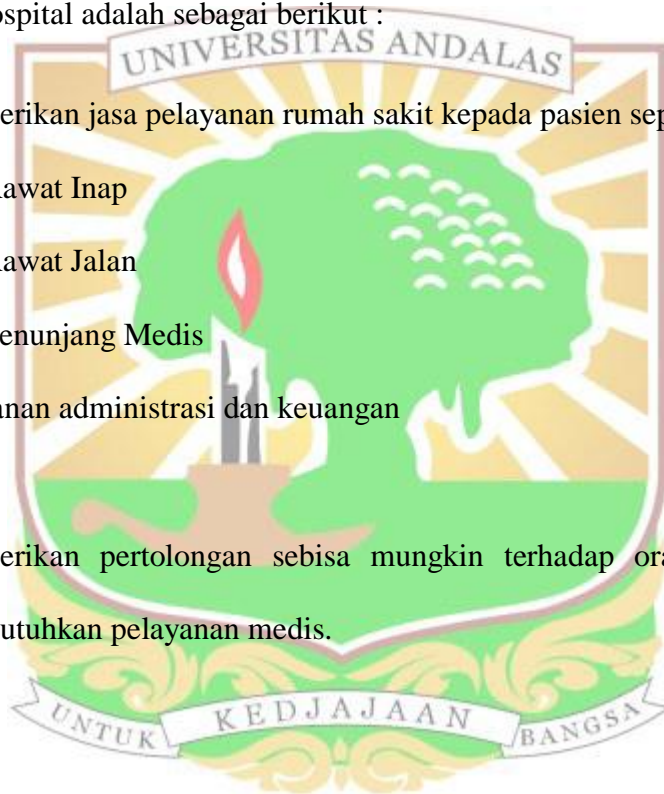 ospital adalah sebagai berikut :
UNIVERSITAS ANDALAS
erikan jasa pelayanan rumah sakit kepada pasien sep
awat Inap
awat Jalan
enunjang Medis
anan administrasi dan keuangan
erikan pertolongan sebisa mungkin terhadap ora
utuhkan pelayanan medis.
UNTUK KEDJAJAAN BANGSA